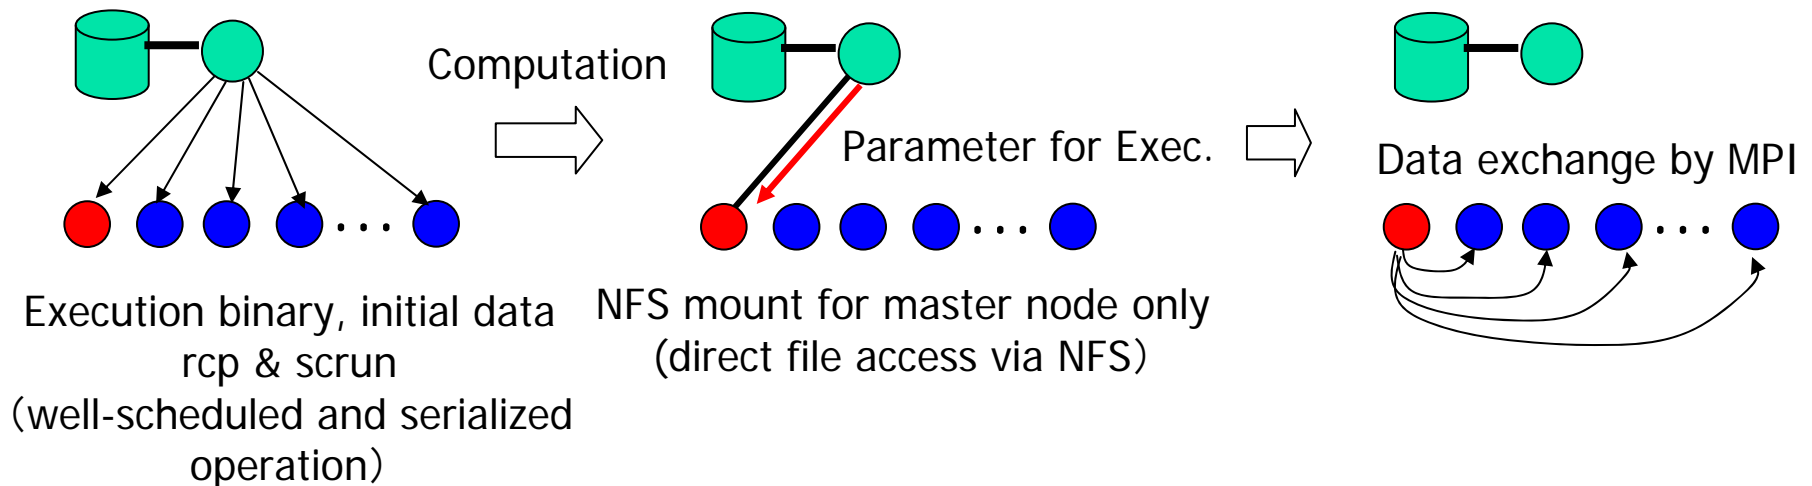 Computation
Parameter for Exec.
Data exchange by MPI
Execution binary, initial data
rcp & scrun
（well-scheduled and serialized
operation）
NFS mount for master node only
(direct file access via NFS）